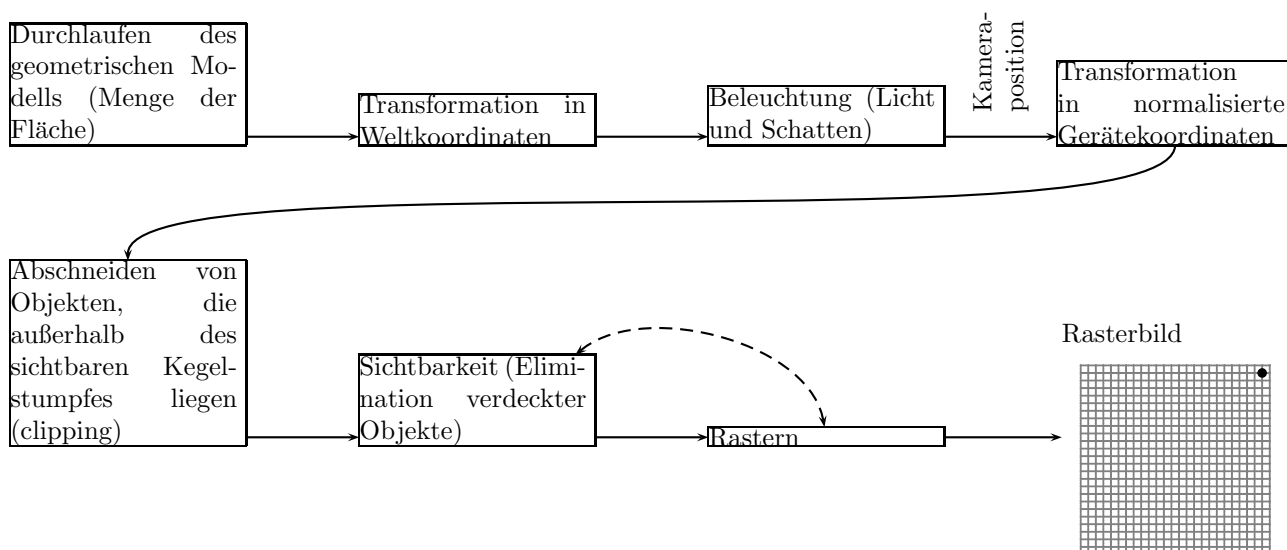 Durchlaufen des
geometrischen Mo-
dells (Menge der
Fläche)
Transformation in
Weltkoordinaten
Beleuchtung (Licht
und Schatten)
Kamera-
position
Transformation
in normalisierte
Gerätekoordinaten
Abschneiden von
Objekten, die
außerhalb des
sichtbaren Kegel-
stumpfes liegen
(clipping)
Sichtbarkeit (Elimi-
nation verdeckter
Objekte)
Rastern
Rasterbild